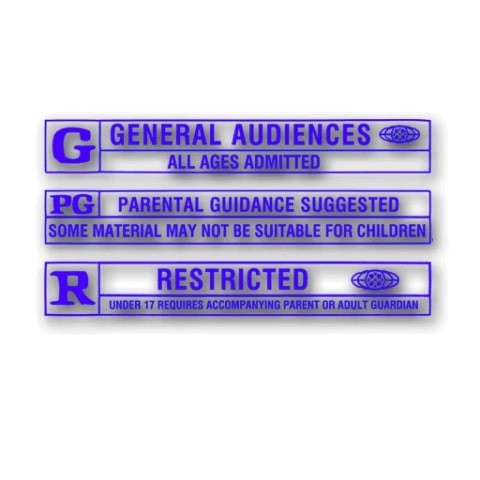 G
GENERAL AUDIENCES
ALL AGES ADMITTED
PG
PARENTAL GUIDANCE SUGGESTED
SOME MATERIAL MAY NOT BE SUITABLE FOR CHILDREN
R
RESTRICTED
UNDER 17 REQUIRES ACCOMPANYING PARENT OR ADULT GUARDIAN